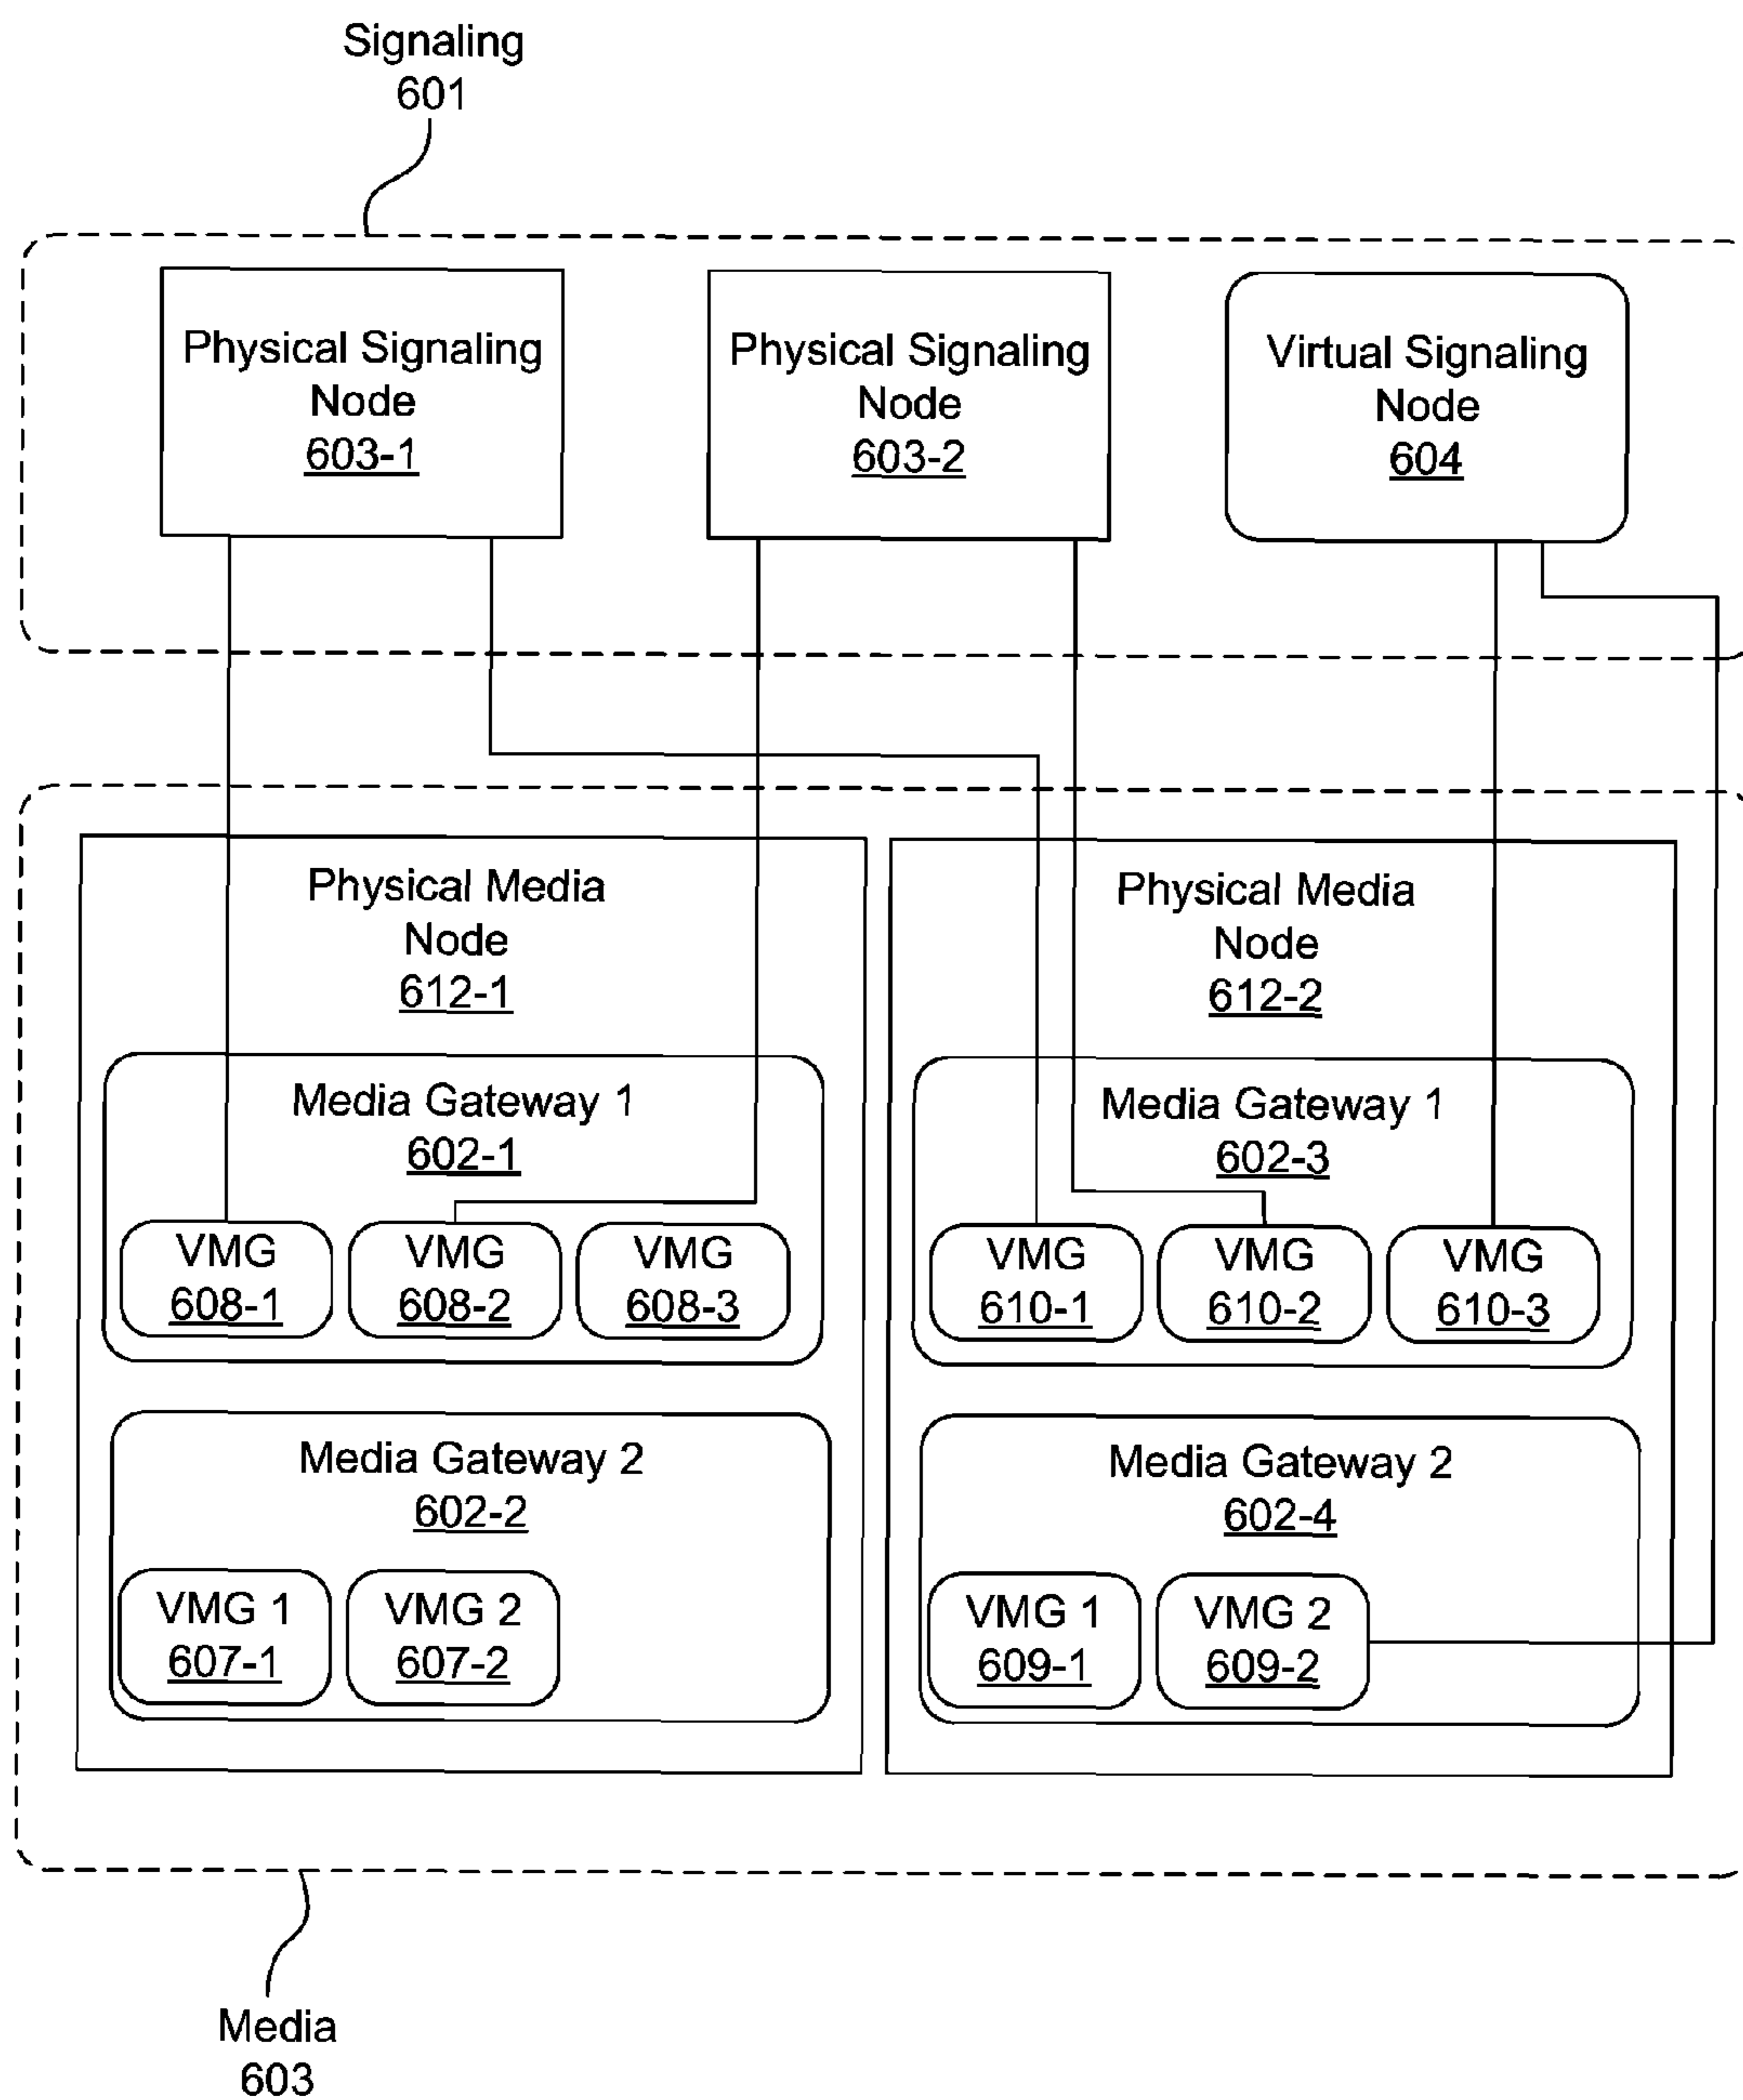 Signaling
601
Physical Signaling
Node
603-1
Physical Signaling
Node
603-2
Virtual Signaling
Node
604
Physical Media
Node
612-1
Media Gateway 1
602-1
VMG
608-1
VMG
608-2
VMG
608-3
Media Gateway 2
602-2
VMG 1
607-1
VMG 2
607-2
Physical Media
Node
612-2
Media Gateway 1
602-3
VMG
610-1
VMG
610-2
VMG
610-3
Media Gateway 2
602-4
VMG 1
609-1
VMG 2
609-2
Media
603